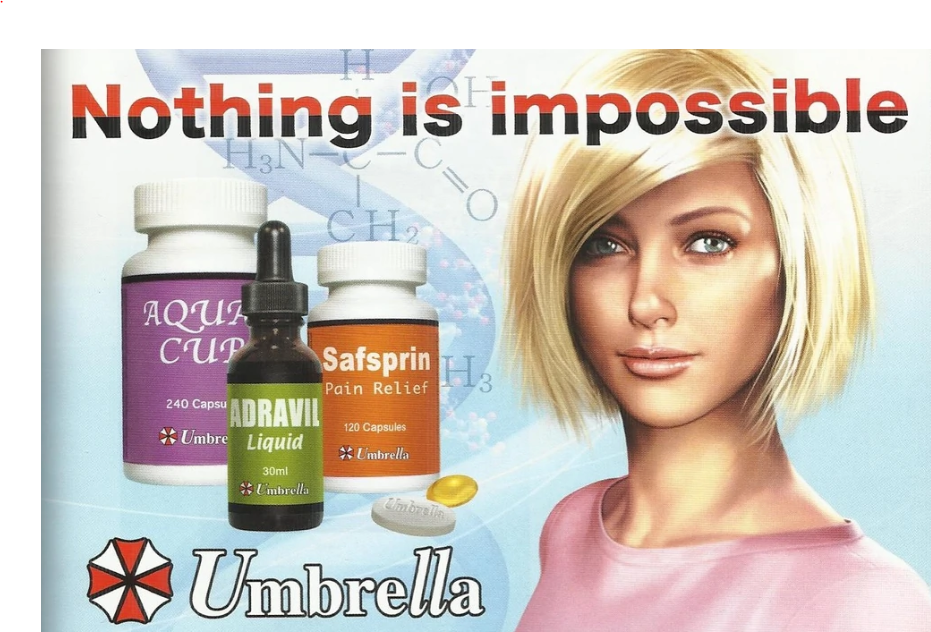 Nothing is impossible
H
OH
H₃N—C—C
O
CH₂
H₃
AQUA
CUR
240 Capsu
Umbre
ADRAVIL
Liquid
30ml
Umbrella
Safsprin
Pain Relief
120 Capsules
Umbrella
Umbrella
Umbrella